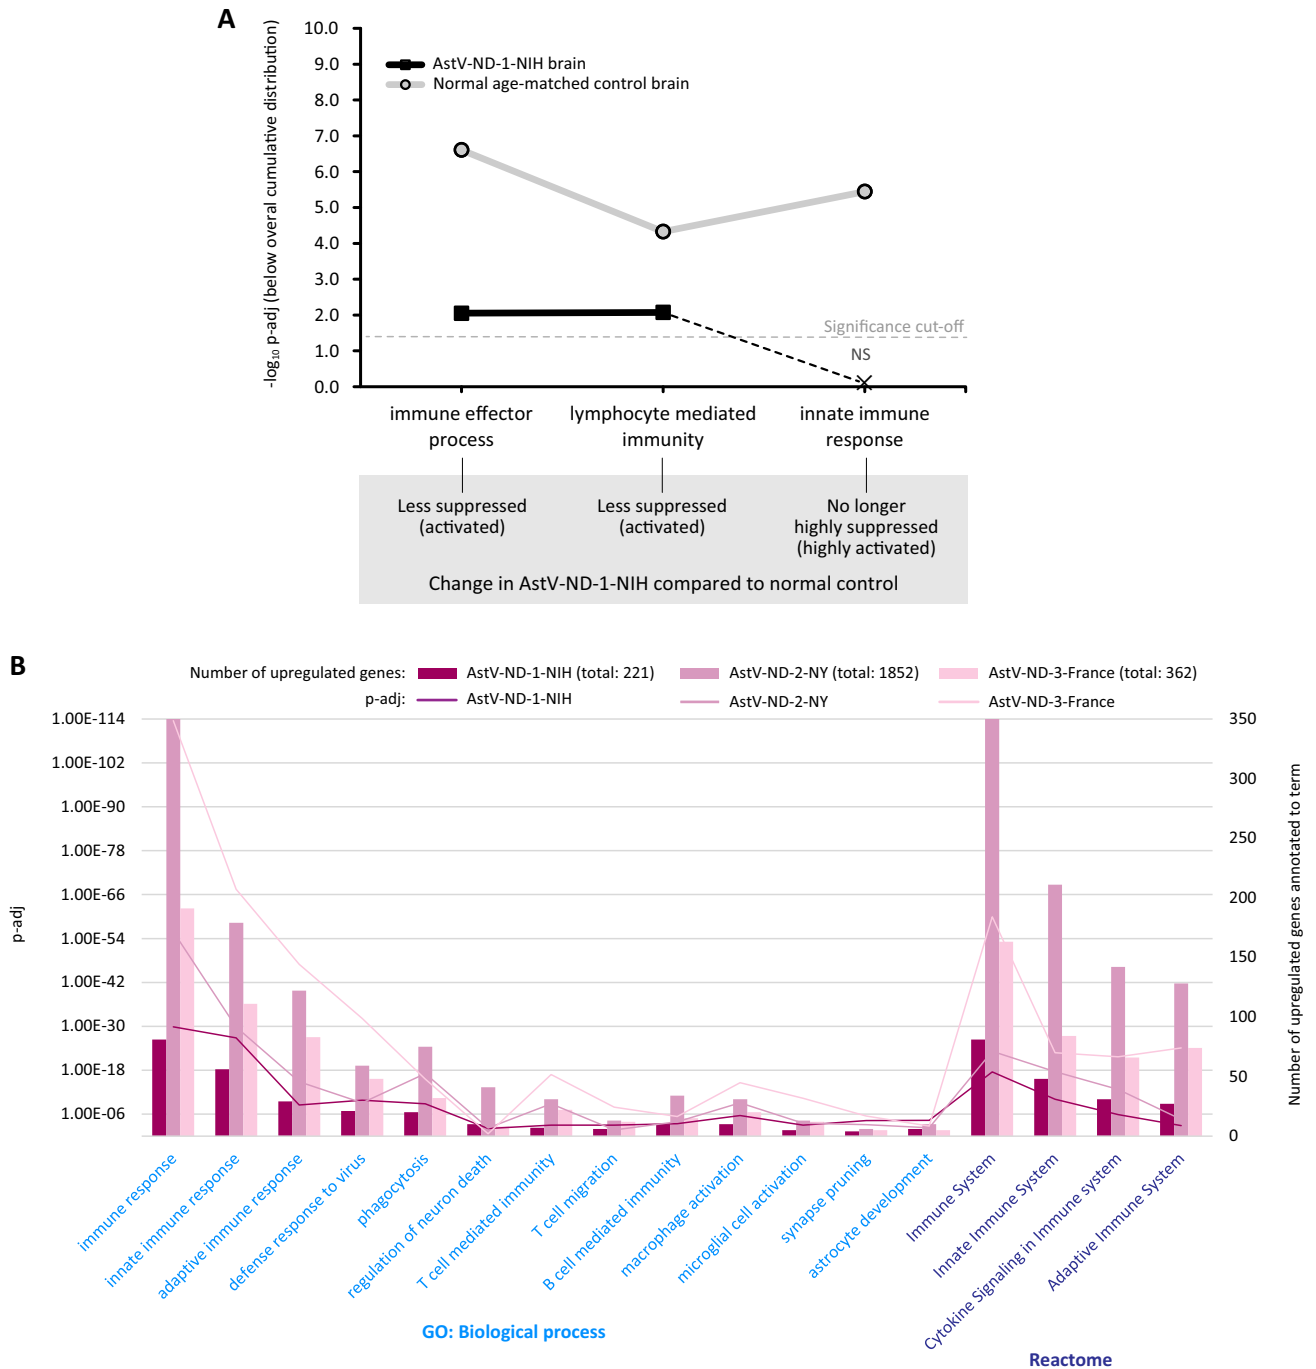 A
-log10 p-adj (below overal cumulative distribution)
10.0
9.0
8.0
7.0
6.0
5.0
4.0
3.0
2.0
1.0
0.0
AstV-ND-1-NIH brain
Normal age-matched control brain
Significance cut-off
NS
immune effector
process
lymphocyte mediated
immunity
innate immune
response
Less suppressed
(activated)
Less suppressed
(activated)
No longer
highly suppressed
(highly activated)
Change in AstV-ND-1-NIH compared to normal control
B
Number of upregulated genes:
AstV-ND-1-NIH (total: 221)
AstV-ND-2-NY (total: 1852)
AstV-ND-3-France (total: 362)
p-adj:
AstV-ND-1-NIH
AstV-ND-2-NY
AstV-ND-3-France
p-adj
1.00E-114
1.00E-102
1.00E-90
1.00E-78
1.00E-66
1.00E-54
1.00E-42
1.00E-30
1.00E-18
1.00E-06
350
300
250
200
150
100
50
0
Number of upregulated genes annotated to term
immune response
innate immune response
adaptive immune response
defense response to virus
phagocytosis
regulation of neuron death
T cell mediated immunity
T cell migration
B cell mediated immunity
macrophage activation
microglial cell activation
synapse pruning
astrocyte development
Immune System
Innate Immune System
Cytokine Signaling in Immune system
Adaptive Immune System
GO: Biological process
Reactome